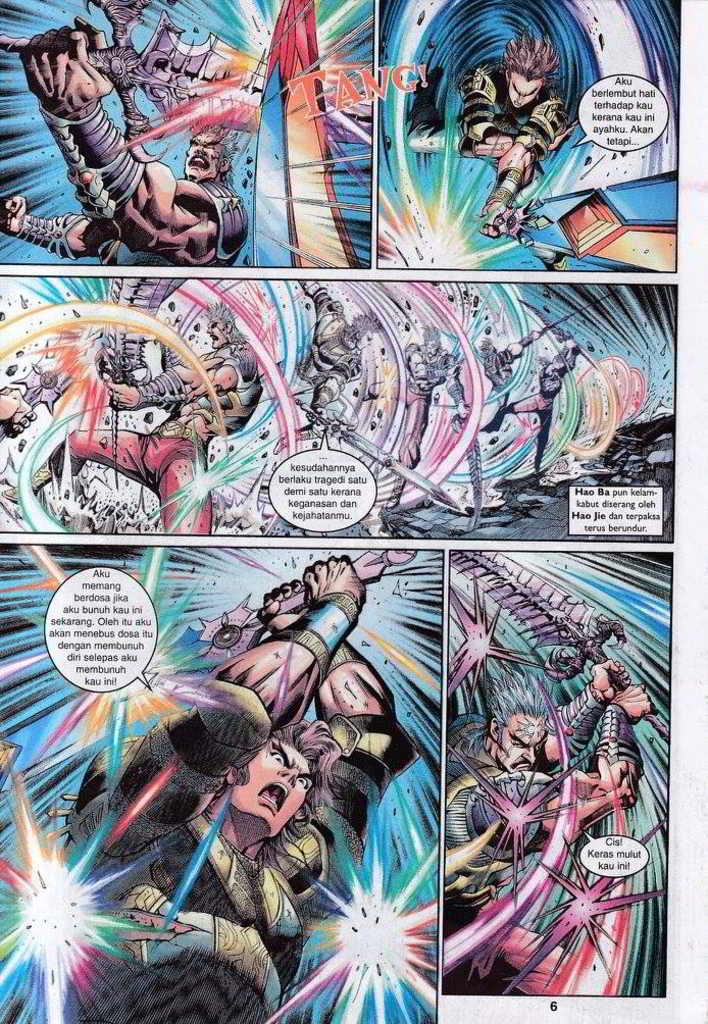 TANG!
Aku
berlembut hati
terhadap kau
kerana kau ini
ayahku. Akan
tetapi...
...
kesudahannya
berlaku tragedi satu
demi satu kerana
keganasan dan
kejahatanmu.
Hao Ba pun kelam-
kabut diserang oleh
Hao Jie dan terpaksa
terus berundur.
Aku
memang
berdosa jika
aku bunuh kau ini
sekarang. Oleh itu aku
akan menebus dosa itu
dengan membunuh
diri selepas aku
membunuh
kau ini!
Cis!
Keras mulut
kau ini!
6